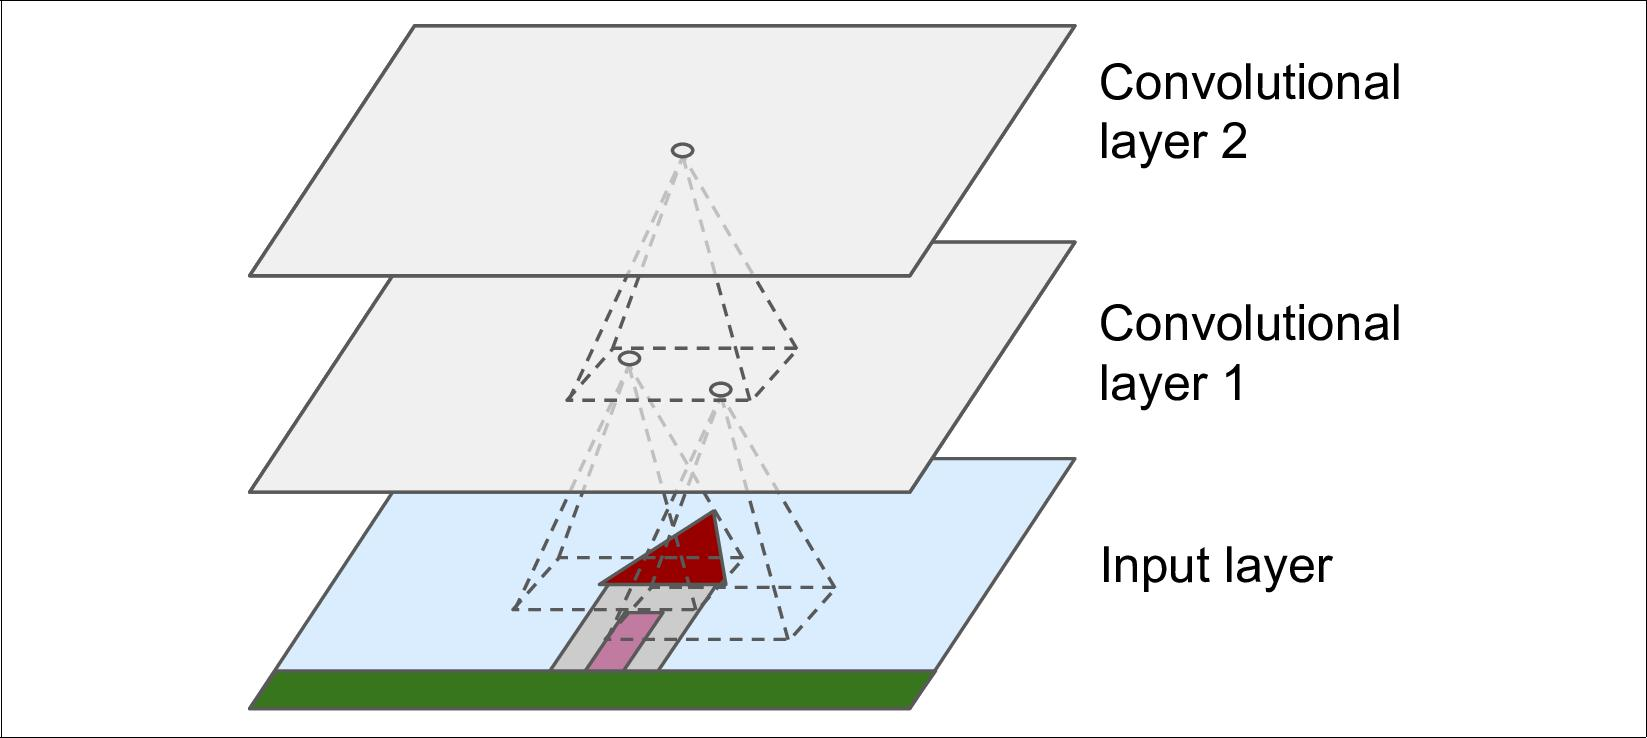 Convolutional
layer 2
Convolutional
layer 1
Input layer